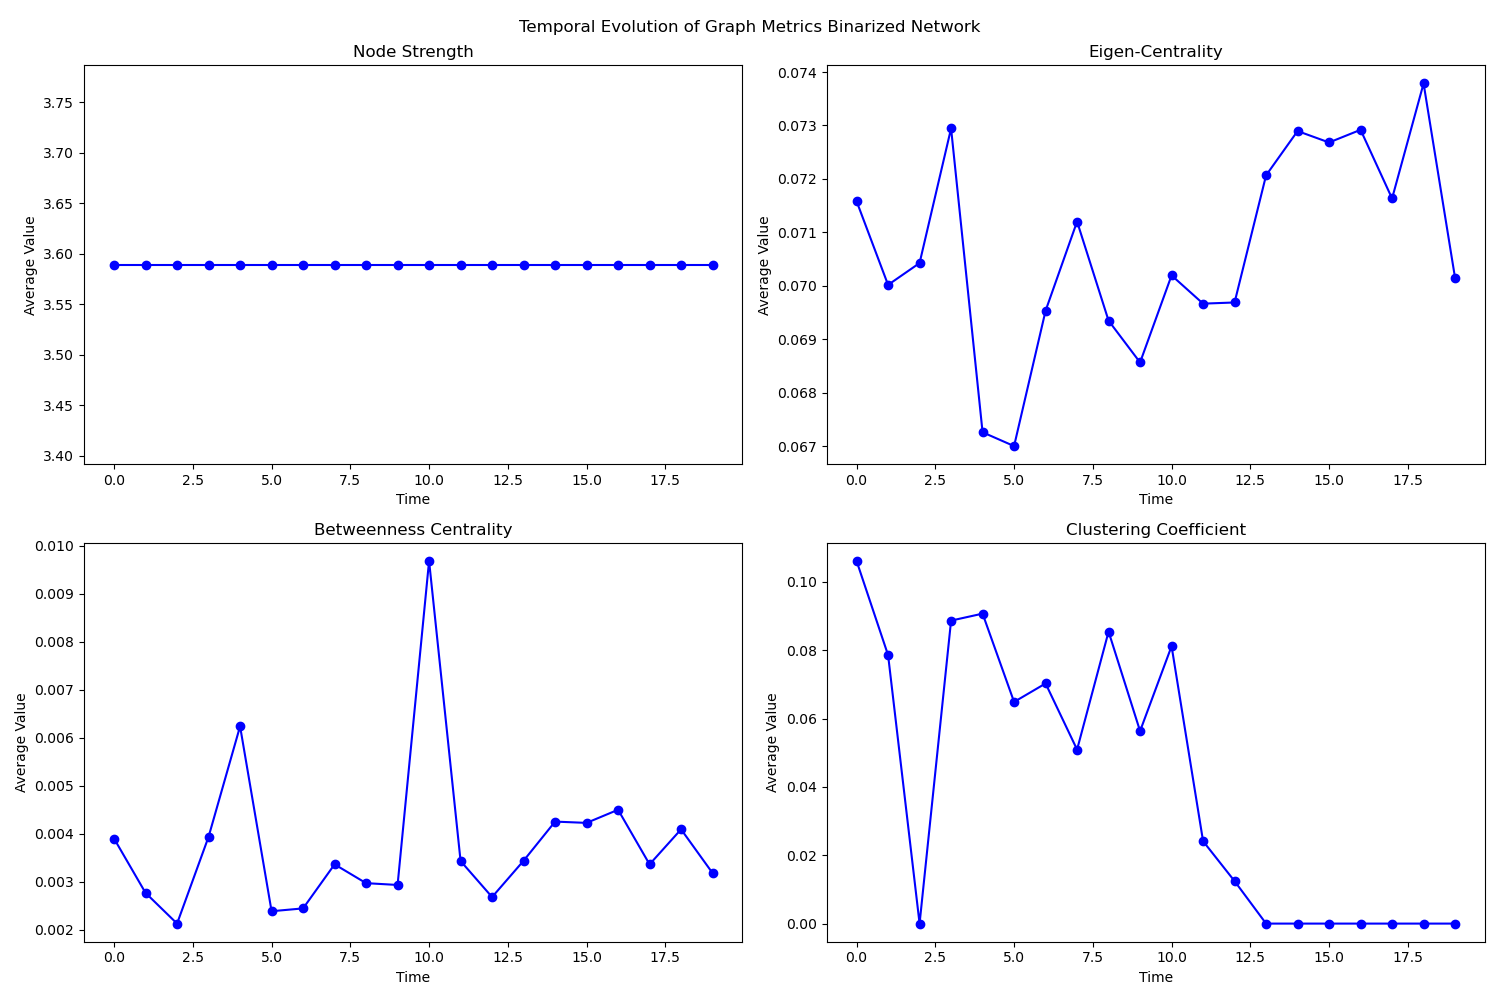 Temporal Evolution of Graph Metrics Binarized Network
Node Strength
Average Value
3.75
3.70
3.65
3.60
3.55
3.50
3.45
3.40
0.0 2.5 5.0 7.5 10.0 12.5 15.0 17.5
Time
Eigen-Centrality
Average Value
0.074
0.073
0.072
0.071
0.070
0.069
0.068
0.067
0.0 2.5 5.0 7.5 10.0 12.5 15.0 17.5
Time
Betweenness Centrality
Average Value
0.010
0.009
0.008
0.007
0.006
0.005
0.004
0.003
0.002
0.0 2.5 5.0 7.5 10.0 12.5 15.0 17.5
Time
Clustering Coefficient
Average Value
0.10
0.08
0.06
0.04
0.02
0.00
0.0 2.5 5.0 7.5 10.0 12.5 15.0 17.5
Time